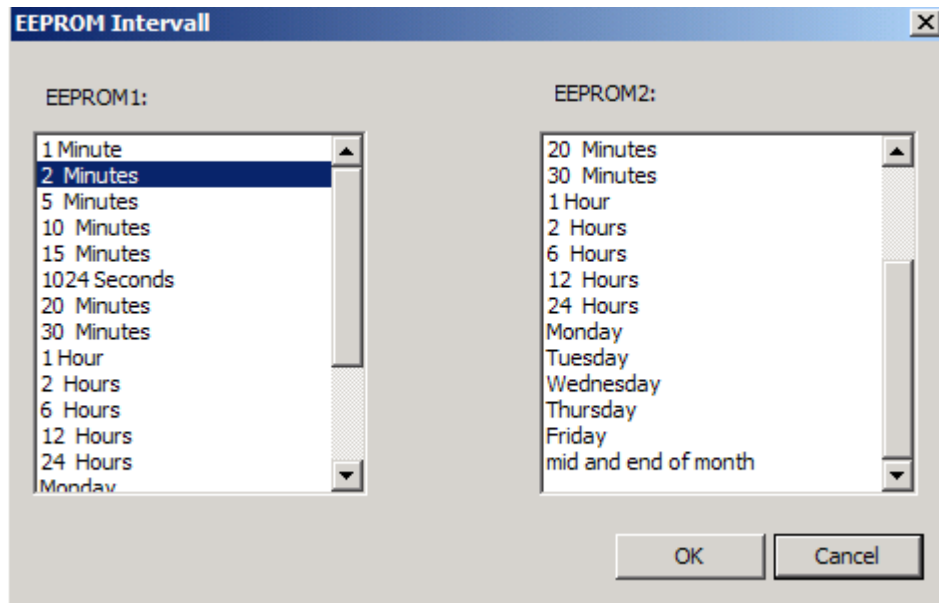 EEPROM Intervall
EEPROM1:
1 Minute
2 Minutes
5 Minutes
10 Minutes
15 Minutes
1024 Seconds
20 Minutes
30 Minutes
1 Hour
2 Hours
6 Hours
12 Hours
24 Hours
Monday
EEPROM2:
20 Minutes
30 Minutes
1 Hour
2 Hours
6 Hours
12 Hours
24 Hours
Monday
Tuesday
Wednesday
Thursday
Friday
mid and end of month
OK
Cancel